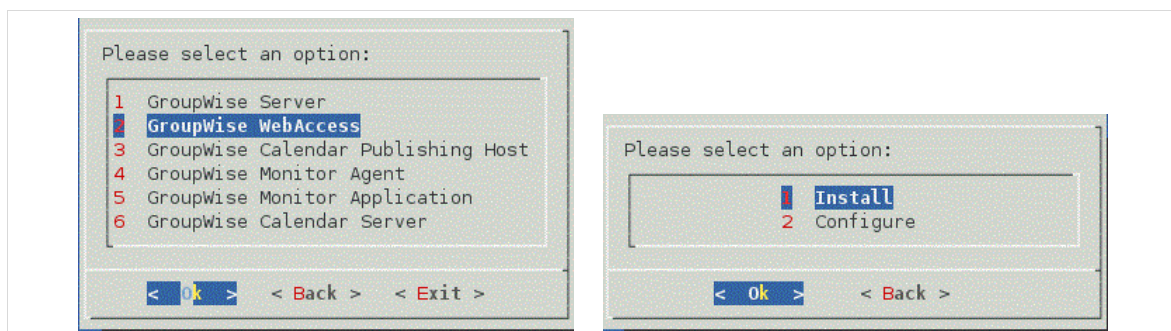 Please select an option:
1 GroupWise Server
2 GroupWise WebAccess
3 GroupWise Calendar Publishing Host
4 GroupWise Monitor Agent
5 GroupWise Monitor Application
6 GroupWise Calendar Server
< Ok > < Back > < Exit >
Please select an option:
1 Install
2 Configure
< Ok > < Back >